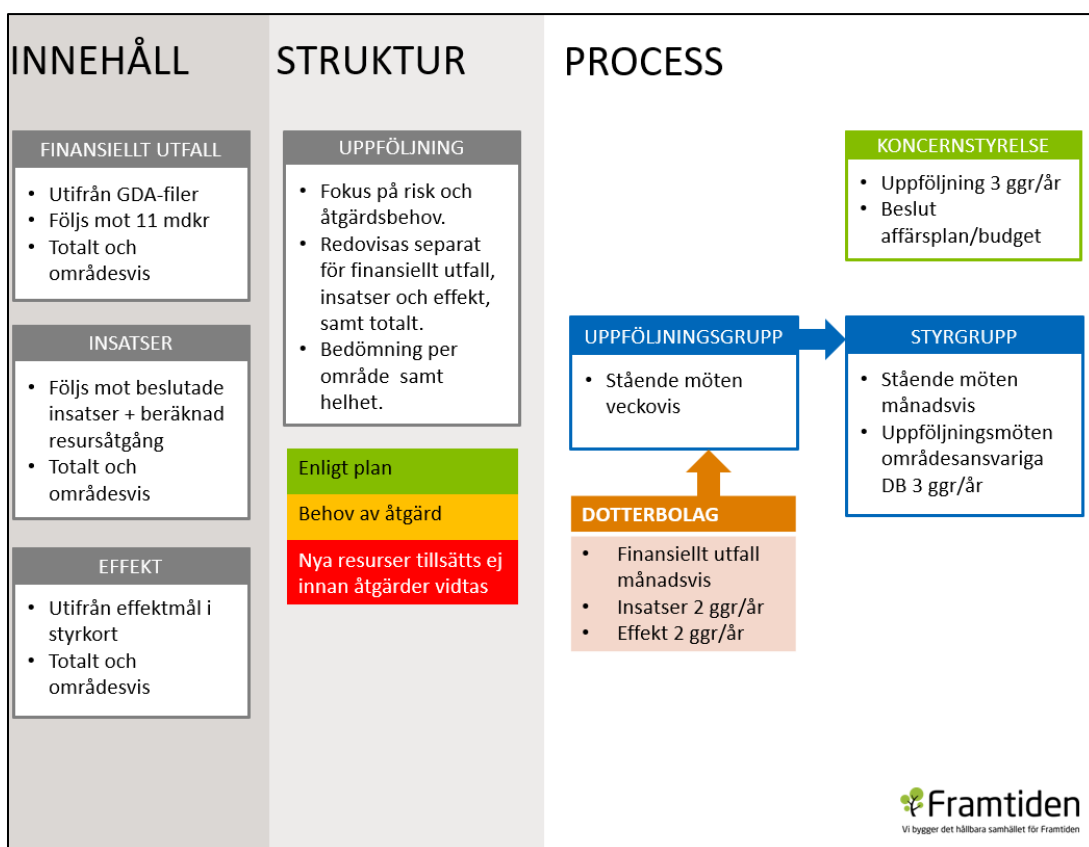 INNEHÅLL
FINANSIELLT UTFALL
• Utifrån GDA-filer
• Följs mot 11 mdkr
• Totalt och
områdesvis
INSATSER
• Följs mot beslutade
insatser + beräknad
resursåtgång
• Totalt och
områdesvis
EFFEKT
• Utifrån effektmål i
styrkort
• Totalt och
områdesvis
STRUKTUR
UPPFÖLJNING
• Fokus på risk och
åtgärdsbehov.
• Redovisas separat
för finansiellt utfall,
insatser och effekt,
samt totalt.
• Bedömning per
område samt
helhet.
Enligt plan
Behov av åtgärd
Nya resurser tillsätts ej
innan åtgärder vidtas
PROCESS
KONCERNSTYRELSE
• Uppföljning 3 ggr/år
• Beslut
affärsplan/budget
UPPFÖLJNINGSGRUPP
• Stående möten
veckovis
STYRGRUPP
• Stående möten
månadsvis
• Uppföljningsmöten
områdesansvariga
DB 3 ggr/år
DOTTERBOLAG
• Finansiellt utfall
månadsvis
• Insatser 2 ggr/år
• Effekt 2 ggr/år
Framtiden
Vi bygger det hållbara samhället för Framtiden